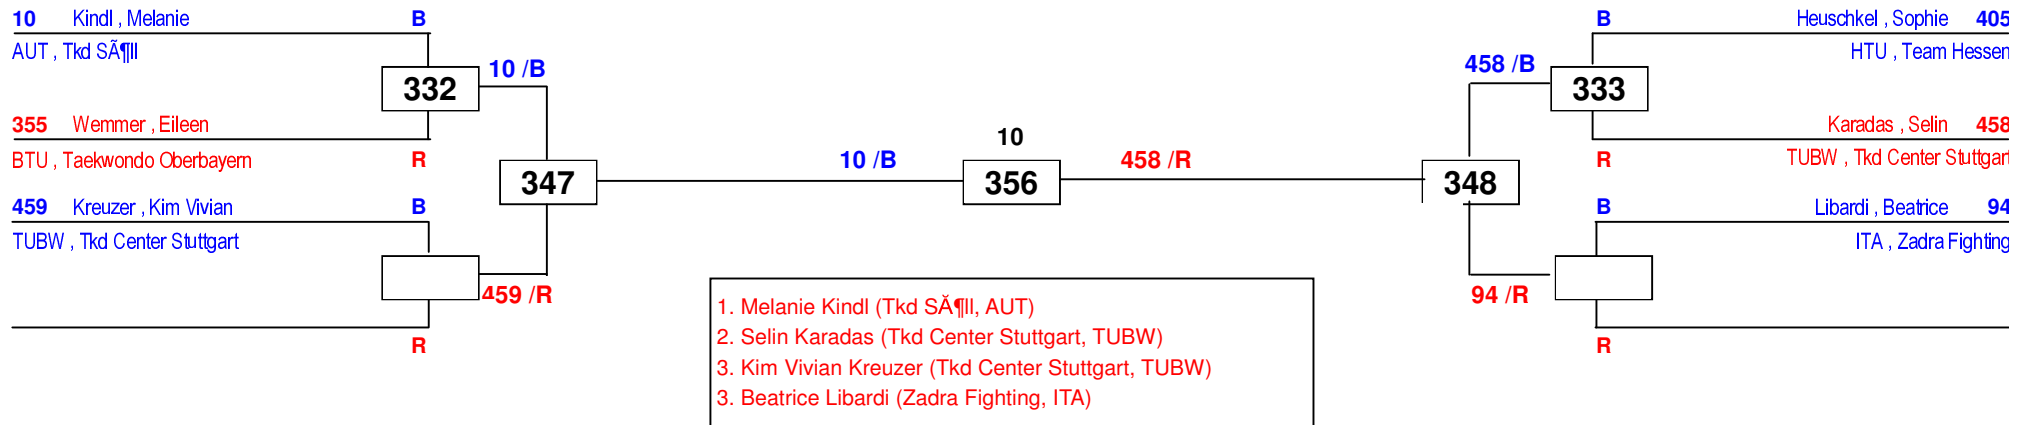 10 Kindl , Melanie B
AUT , Tkd SÃ¶ll
332
10 /B
355 Wemmer , Eileen
BTU , Taekwondo Oberbayern R
347
459 Kreuzer , Kim Vivian B
TUBW , Tkd Center Stuttgart
459 /R
R
10 /B
10
356
458 /R
B Heuschkel , Sophie 405
HTU , Team Hessen
458 /B
333
Karadas , Selin 458
R TUBW , Tkd Center Stuttgart
348
B Libardi , Beatrice 94
ITA , Zadra Fighting
94 /R
R
1. Melanie Kindl (Tkd SĂ¶ll, AUT)
2. Selin Karadas (Tkd Center Stuttgart, TUBW)
3. Kim Vivian Kreuzer (Tkd Center Stuttgart, TUBW)
3. Beatrice Libardi (Zadra Fighting, ITA)